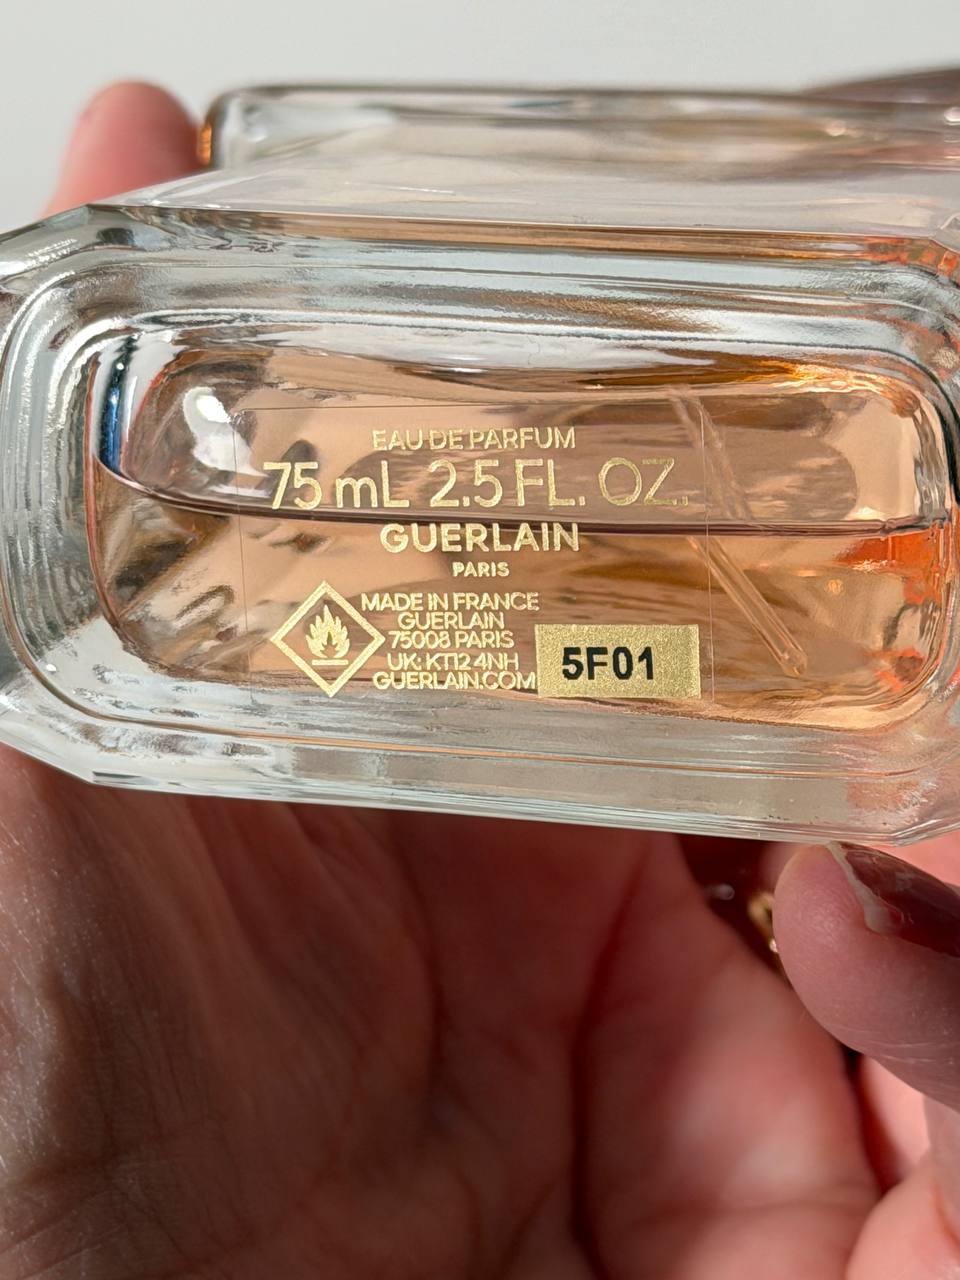 EAU DE PARFUM
75 mL 2.5 FL. OZ.
GUERLAIN
PARIS
MADE IN FRANCE
GUERLAIN
75008 PARIS
UK: KT12 4NH
GUERLAIN.COM
5F01